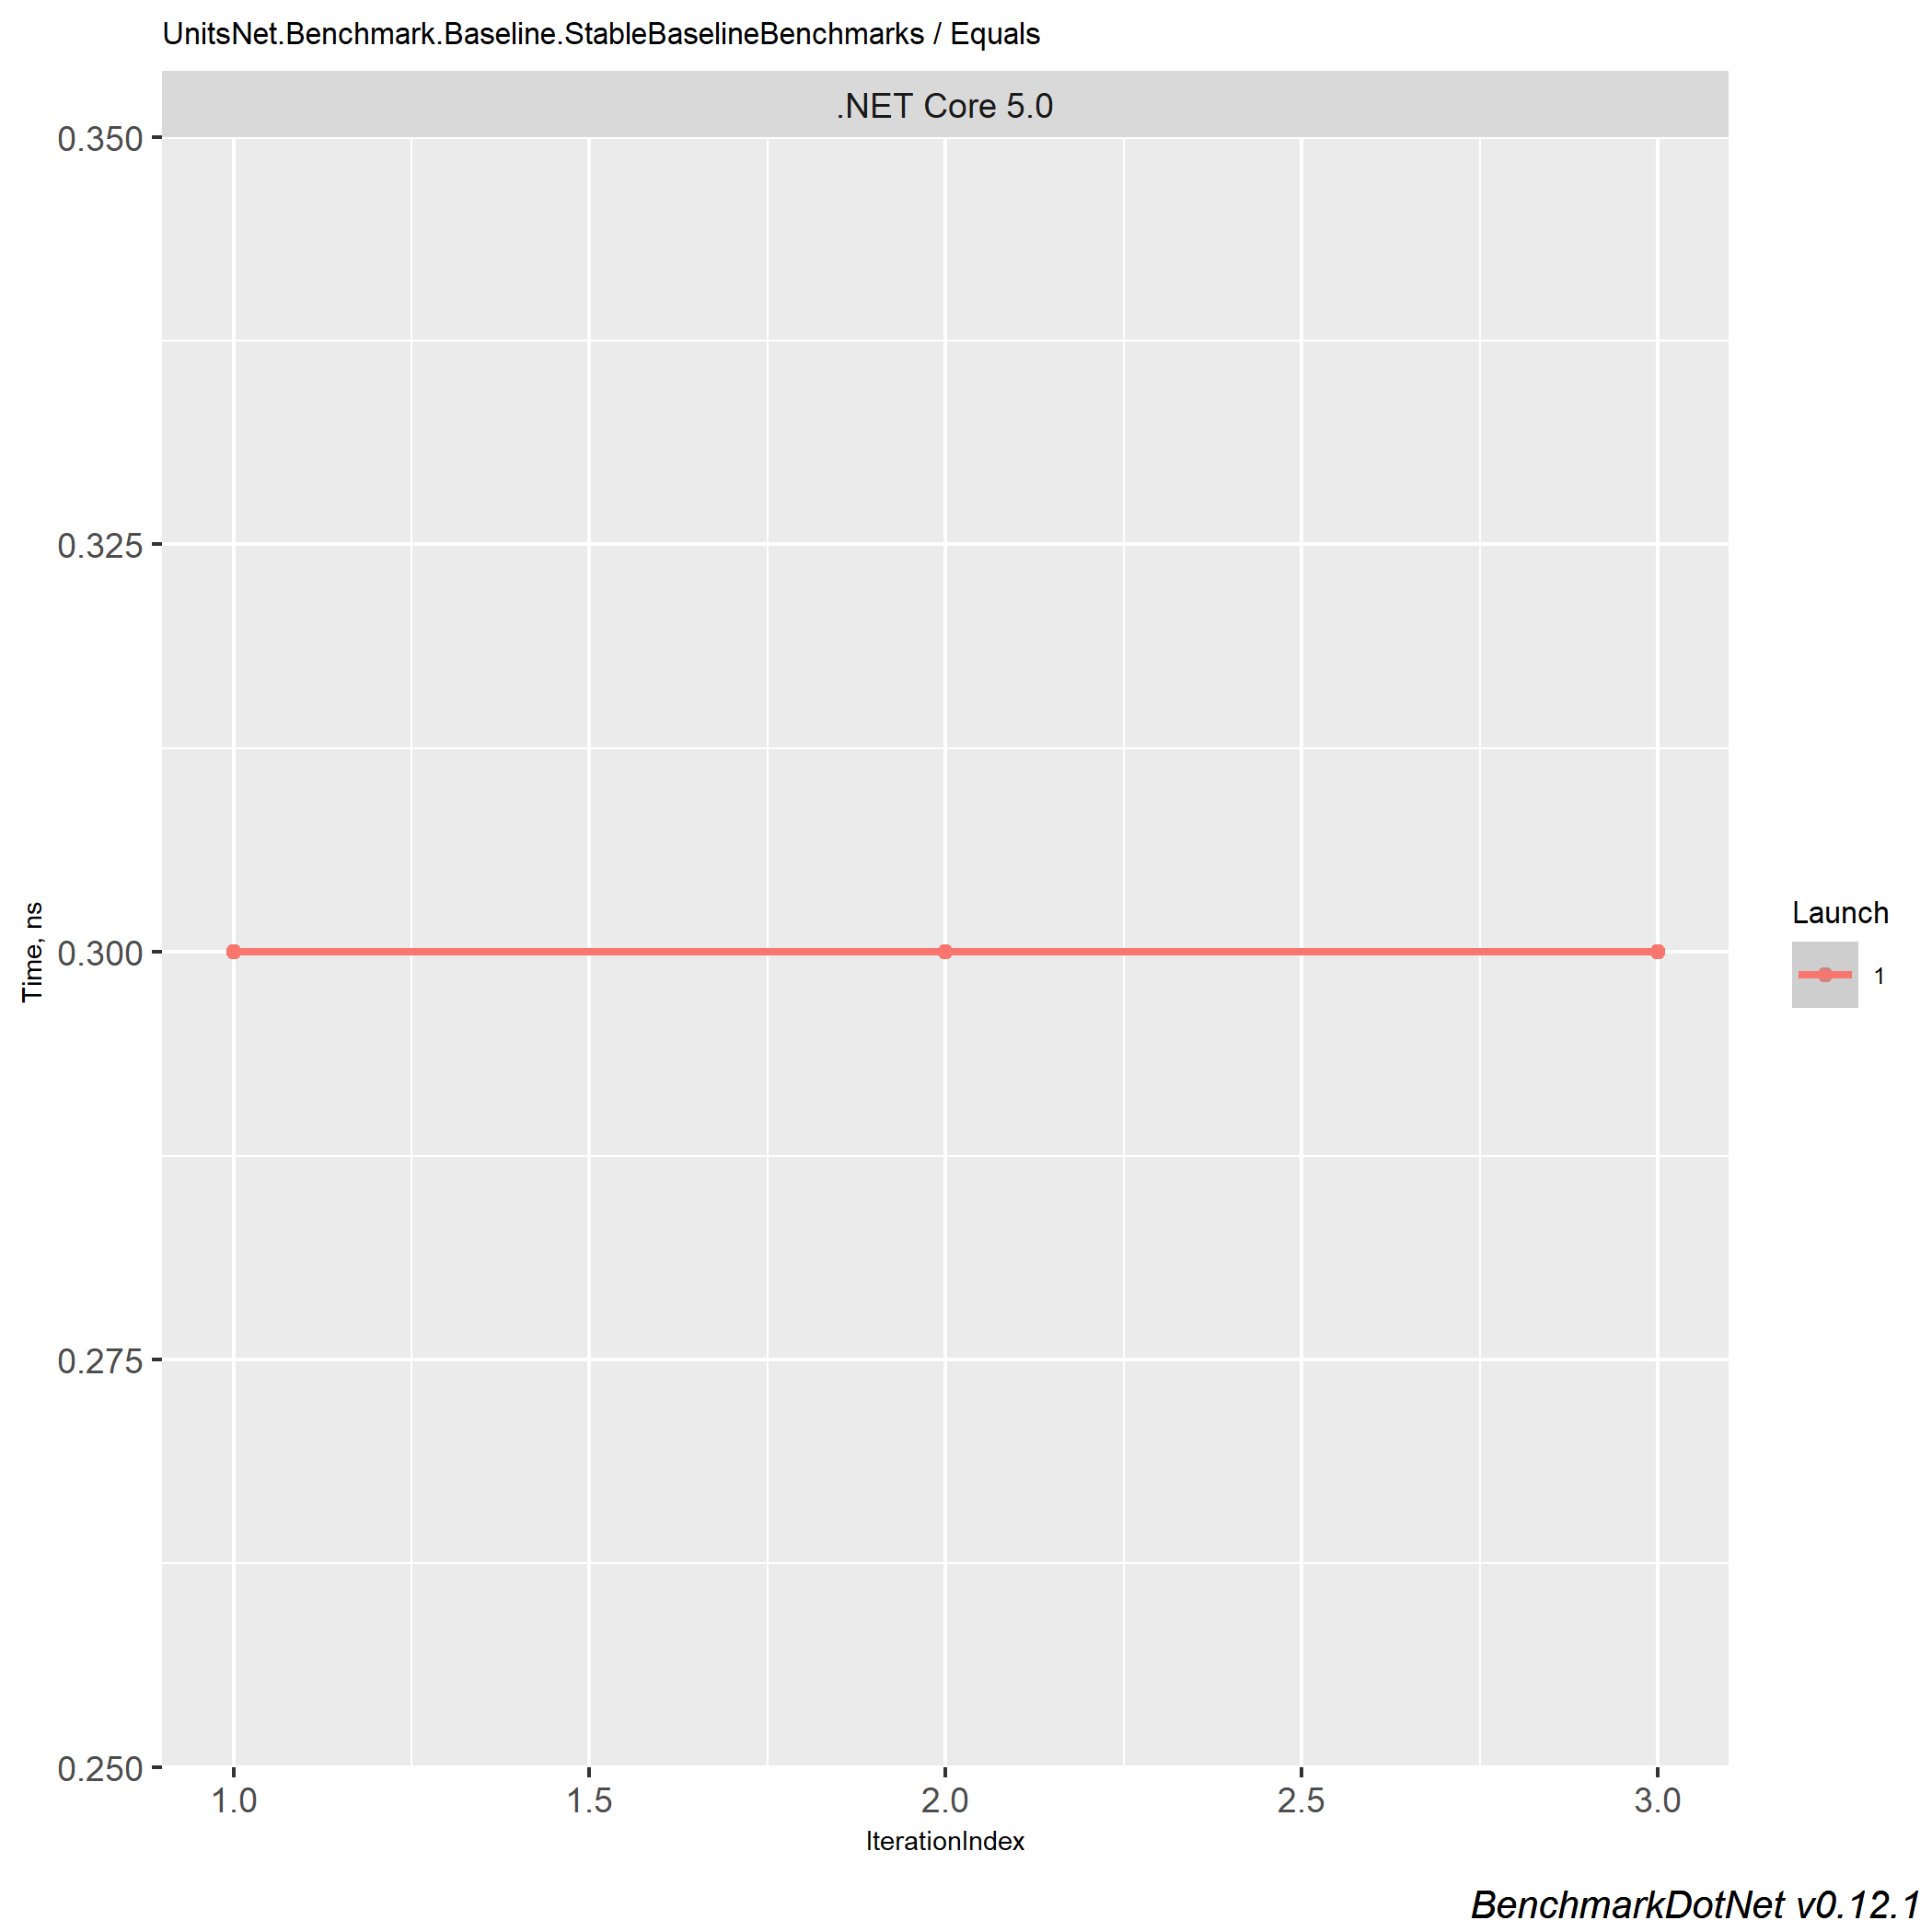 UnitsNet.Benchmark.Baseline.StableBaselineBenchmarks / Equals
.NET Core 5.0
0.350
0.325
0.300
0.275
0.250
Time, ns
1.0 1.5 2.0 2.5 3.0
IterationIndex
Launch
1
BenchmarkDotNet v0.12.1